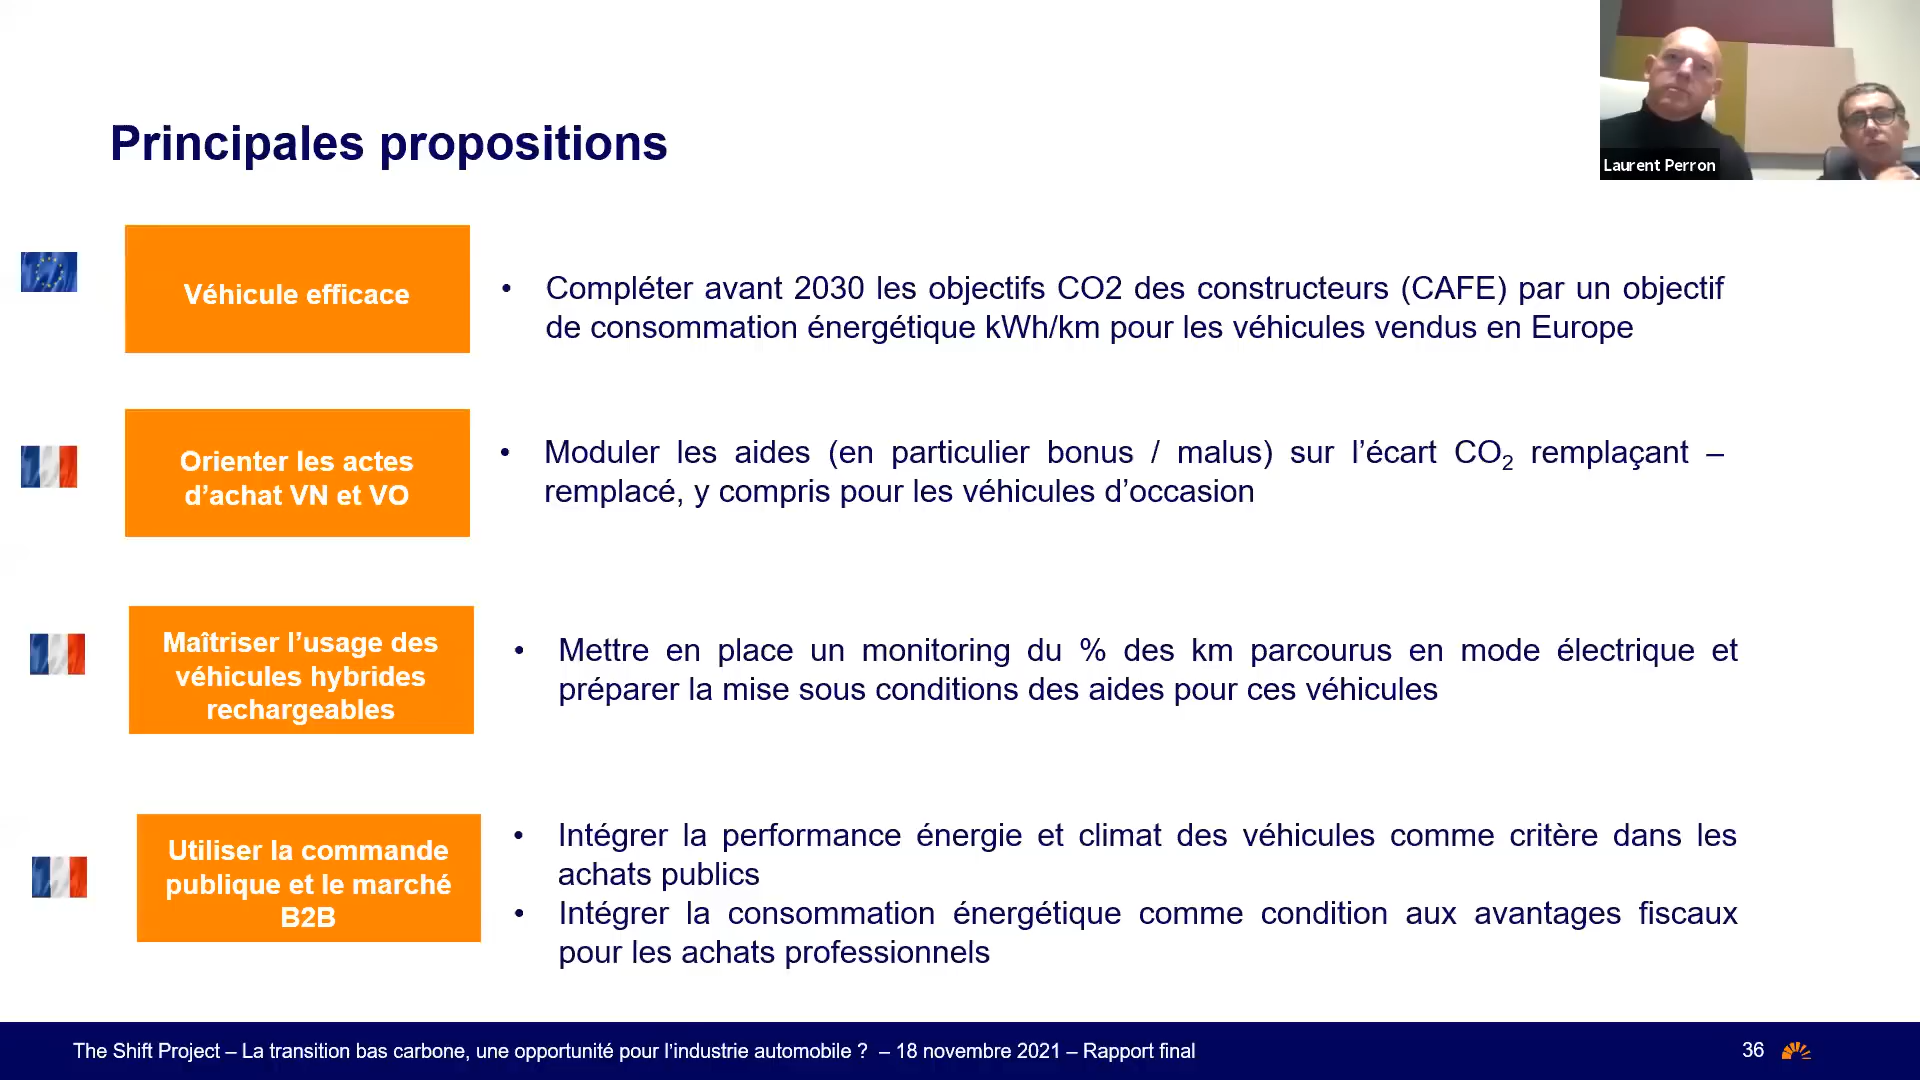 Laurent Perron
Principales propositions
Véhicule efficace
• Compléter avant 2030 les objectifs CO2 des constructeurs (CAFE) par un objectif
de consommation énergétique kWh/km pour les véhicules vendus en Europe
Orienter les actes
d’achat VN et VO
• Moduler les aides (en particulier bonus / malus) sur l’écart CO₂ remplaçant –
remplacé, y compris pour les véhicules d’occasion
Maîtriser l’usage des
véhicules hybrides
rechargeables
• Mettre en place un monitoring du % des km parcourus en mode électrique et
préparer la mise sous conditions des aides pour ces véhicules
Utiliser la commande
publique et le marché
B2B
• Intégrer la performance énergie et climat des véhicules comme critère dans les
achats publics
• Intégrer la consommation énergétique comme condition aux avantages fiscaux
pour les achats professionnels
The Shift Project – La transition bas carbone, une opportunité pour l’industrie automobile ? – 18 novembre 2021 – Rapport final
36